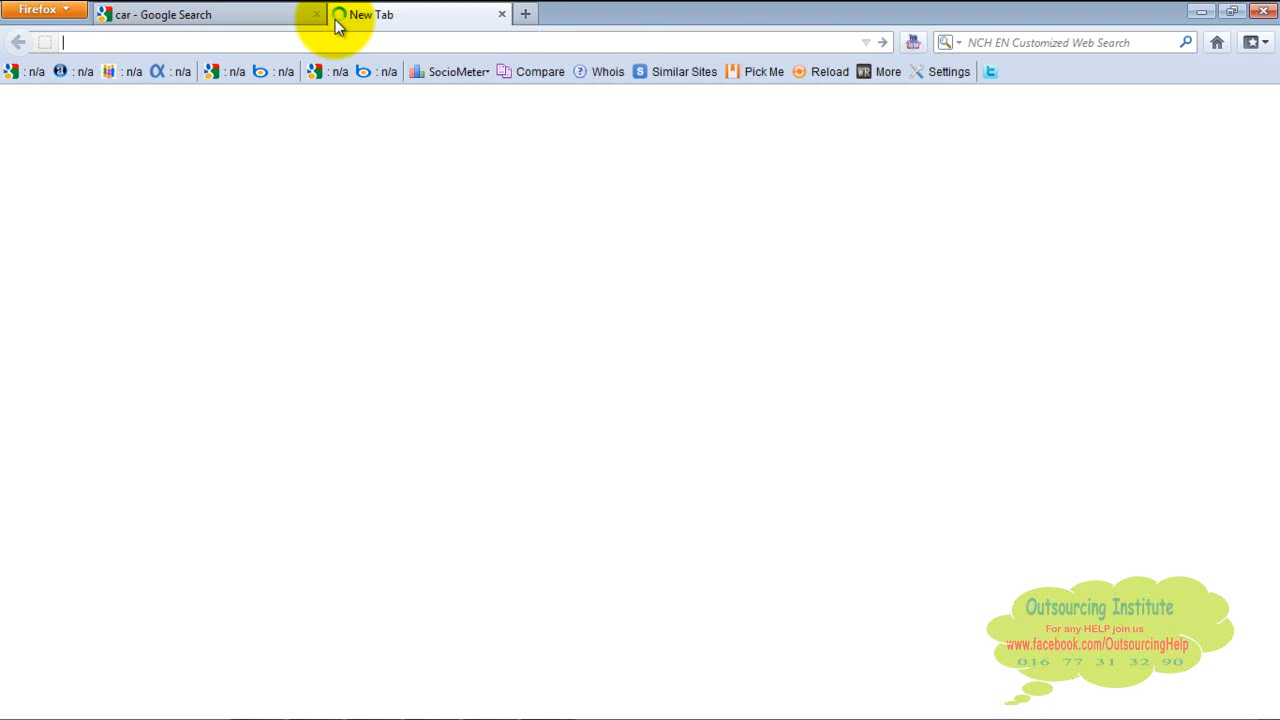 Firefox
car - Google Search
New Tab
NCH EN Customized Web Search
: n/a : n/a : n/a : n/a : n/a : n/a : n/a : n/a SocioMeter Compare Whois Similar Sites Pick Me Reload WR More Settings
Outsourcing Institute
For any HELP join us
www.facebook.com/OutsourcingHelp
016 77 31 32 90